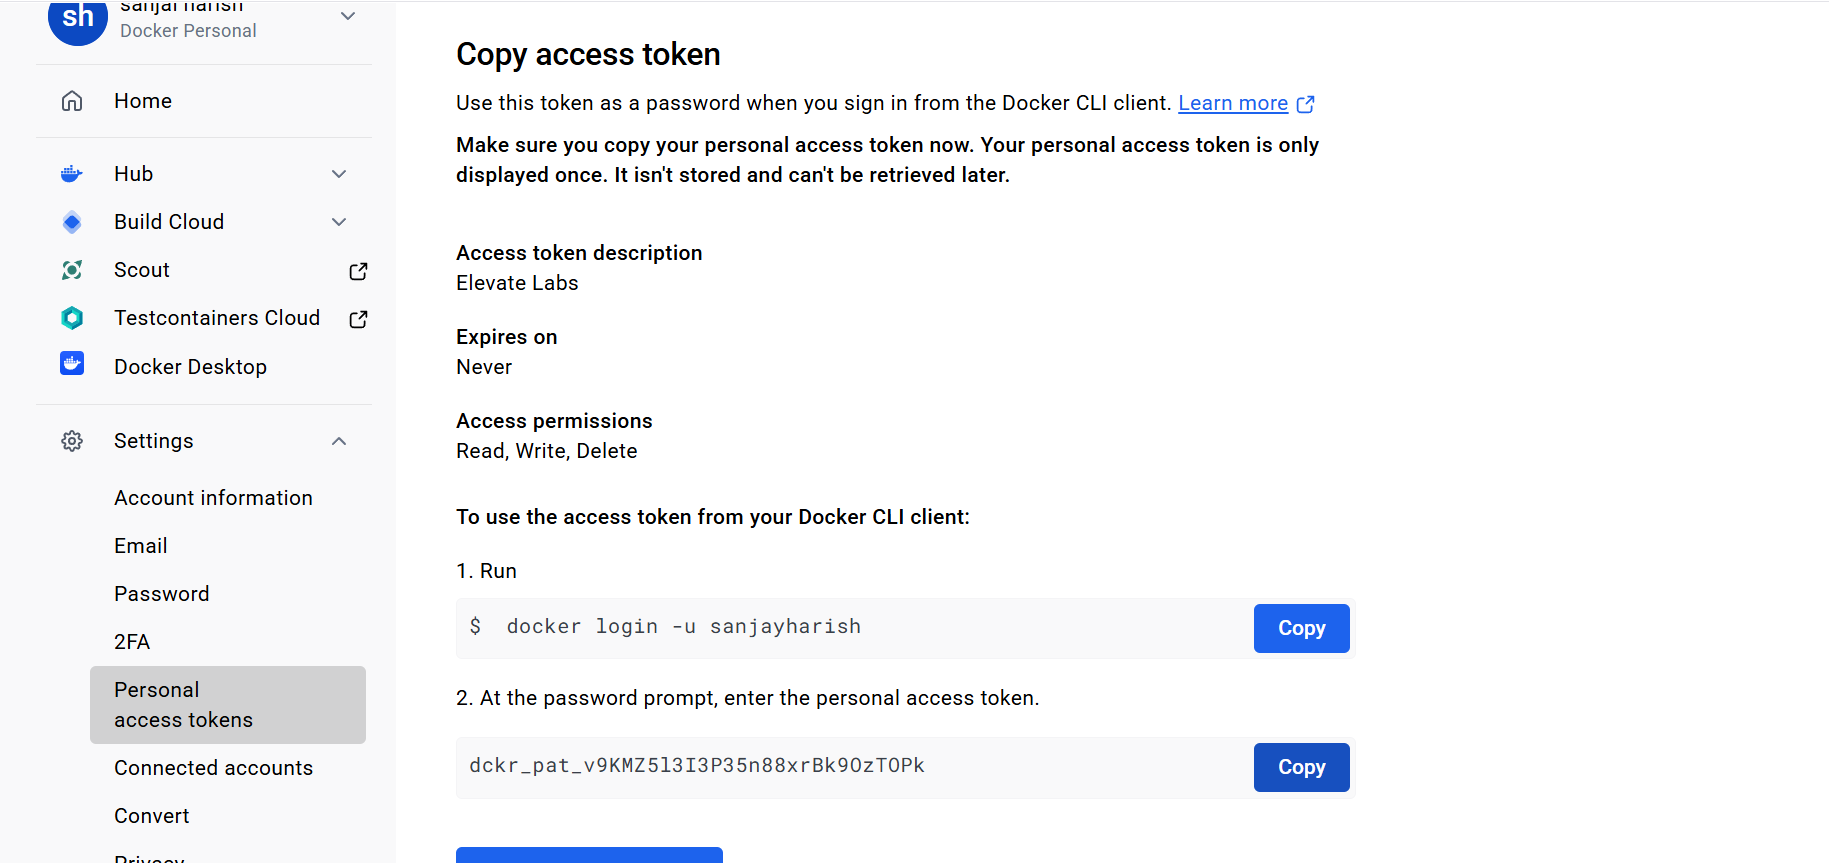 sh
sanjai harish
Docker Personal
Home
Hub
Build Cloud
Scout
Testcontainers Cloud
Docker Desktop
Settings
Account information
Email
Password
2FA
Personal
access tokens
Connected accounts
Convert
Privacy
Copy access token
Use this token as a password when you sign in from the Docker CLI client. Learn more
Make sure you copy your personal access token now. Your personal access token is only
displayed once. It isn't stored and can't be retrieved later.
Access token description
Elevate Labs
Expires on
Never
Access permissions
Read, Write, Delete
To use the access token from your Docker CLI client:
1. Run
$ docker login -u sanjayharish
Copy
2. At the password prompt, enter the personal access token.
dckr_pat_v9KMZ5l3I3P35n88xrBk9OzTOPk
Copy